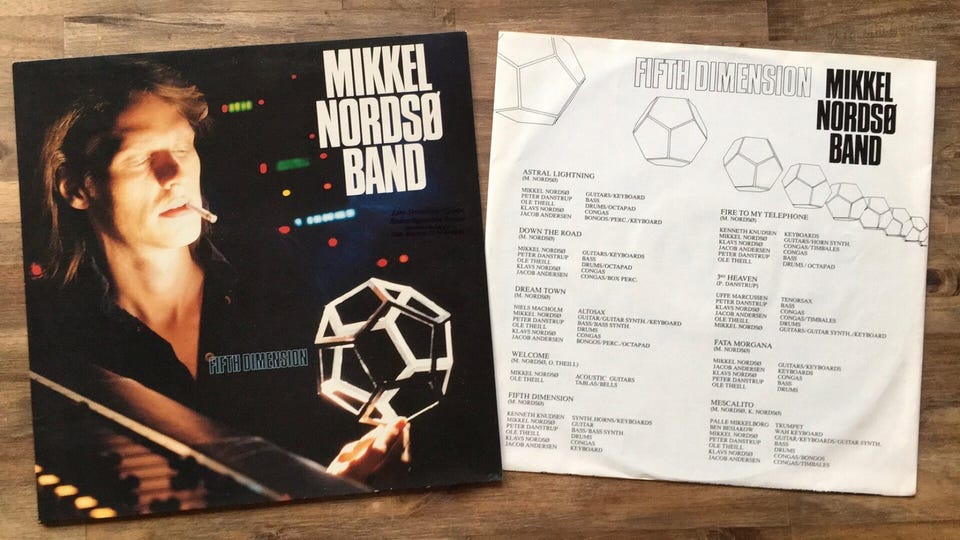 MIKKEL
NORDSØ
BAND
FIFTH DIMENSION
FIFTH DIMENSION
MIKKEL
NORDSØ
BAND
ASTRAL LIGHTNING
(M. NORDSØ)
MIKKEL NORDSØ GUITARS/KEYBOARD
PETER DANSTRUP BASS
OLE THEILL DRUMS/OCTAPAD
KLAVS NORDSØ CONGAS
JACOB ANDERSEN BONGOS/PERC./KEYBOARD
DOWN THE ROAD
(M. NORDSØ)
MIKKEL NORDSØ GUITARS/KEYBOARDS
PETER DANSTRUP BASS
OLE THEILL DRUMS/OCTAPAD
KLAVS NORDSØ CONGAS
JACOB ANDERSEN CONGAS/BOX PERC.
DREAM TOWN
(M. NORDSØ)
NIELS MACHOLM ALTOSAX
MIKKEL NORDSØ GUITAR/GUITAR SYNTH./KEYBOARD
PETER DANSTRUP BASS/BASS SYNTH.
OLE THEILL DRUMS
KLAVS NORDSØ CONGAS
JACOB ANDERSEN BONGOS/PERC./OCTAPAD
WELCOME
(M. NORDSØ, O. THEILL)
MIKKEL NORDSØ ACOUSTIC GUITARS
OLE THEILL TABLAS/BELLS
FIFTH DIMENSION
(M. NORDSØ)
KENNETH KNUDSEN SYNTH. HORNS/KEYBOARDS
MIKKEL NORDSØ GUITAR
PETER DANSTRUP BASS/BASS SYNTH.
OLE THEILL DRUMS
KLAVS NORDSØ CONGAS
JACOB ANDERSEN KEYBOARD
FIRE TO MY TELEPHONE
(M. NORDSØ)
KENNETH KNUDSEN KEYBOARDS
MIKKEL NORDSØ GUITARS/HORN SYNTH.
KLAVS NORDSØ CONGAS/TIMBALES
JACOB ANDERSEN CONGAS
PETER DANSTRUP BASS
OLE THEILL DRUMS / OCTAPAD
3RD HEAVEN
(P. DANSTRUP)
UFFE MARCUSSEN TENORSAX
PETER DANSTRUP BASS
KLAVS NORDSØ CONGAS
JACOB ANDERSEN CONGAS/TIMBALES
OLE THEILL DRUMS
MIKKEL NORDSØ GUITARS/GUITAR SYNTH./KEYBOARD
FATA MORGANA
(M. NORDSØ)
MIKKEL NORDSØ GUITARS/KEYBOARDS
JACOB ANDERSEN KEYBOARDS
KLAVS NORDSØ CONGAS
PETER DANSTRUP BASS
OLE THEILL DRUMS
MESCALITO
(M. NORDSØ, K. NORDSØ)
PALLE MIKKELBORG TRUMPET
BEN BESIAKOW WAH KEYBOARD
MIKKEL NORDSØ GUITAR/KEYBOARDS/GUITAR SYNTH.
PETER DANSTRUP BASS
OLE THEILL DRUMS
KLAVS NORDSØ CONGAS/BONGOS
JACOB ANDERSEN CONGAS/TIMBALES